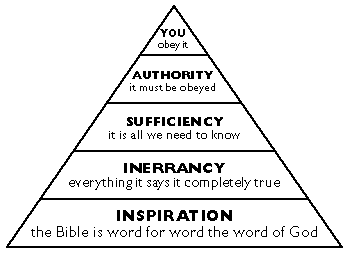 YOU
obey it
AUTHORITY
it must be obeyed
SUFFICIENCY
it is all we need to know
INERRANCY
everything it says it completely true
INSPIRATION
the Bible is word for word the word of God